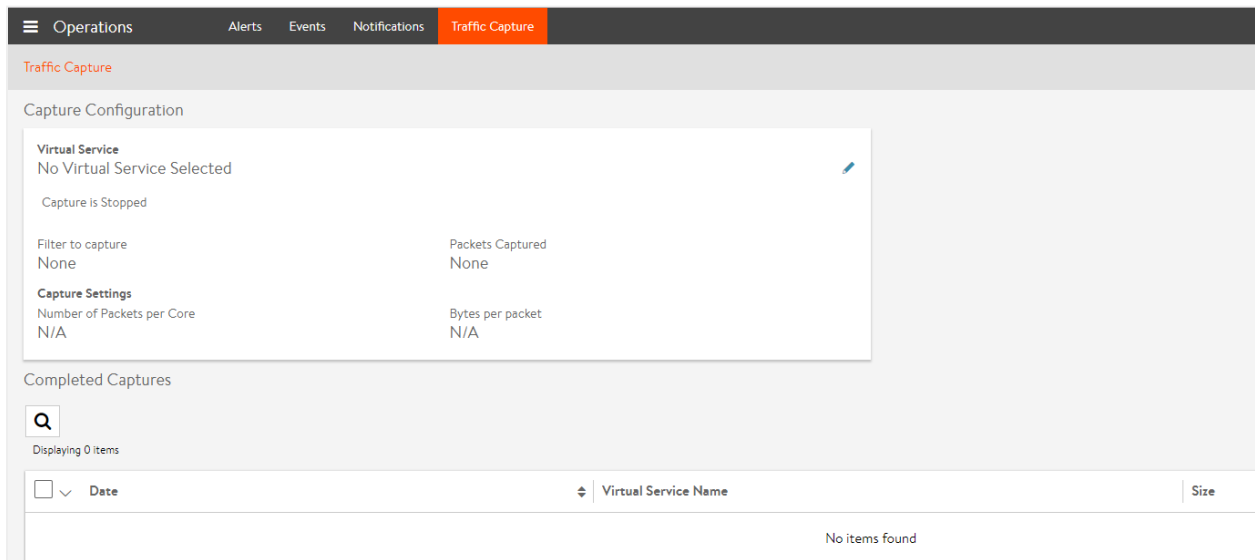 Operations Alerts Events Notifications Traffic Capture
Traffic Capture
Capture Configuration
Virtual Service
No Virtual Service Selected
Capture is Stopped
Filter to capture Packets Captured
None None
Capture Settings
Number of Packets per Core Bytes per packet
N/A N/A
Completed Captures
Displaying 0 items
Date Virtual Service Name Size
No items found